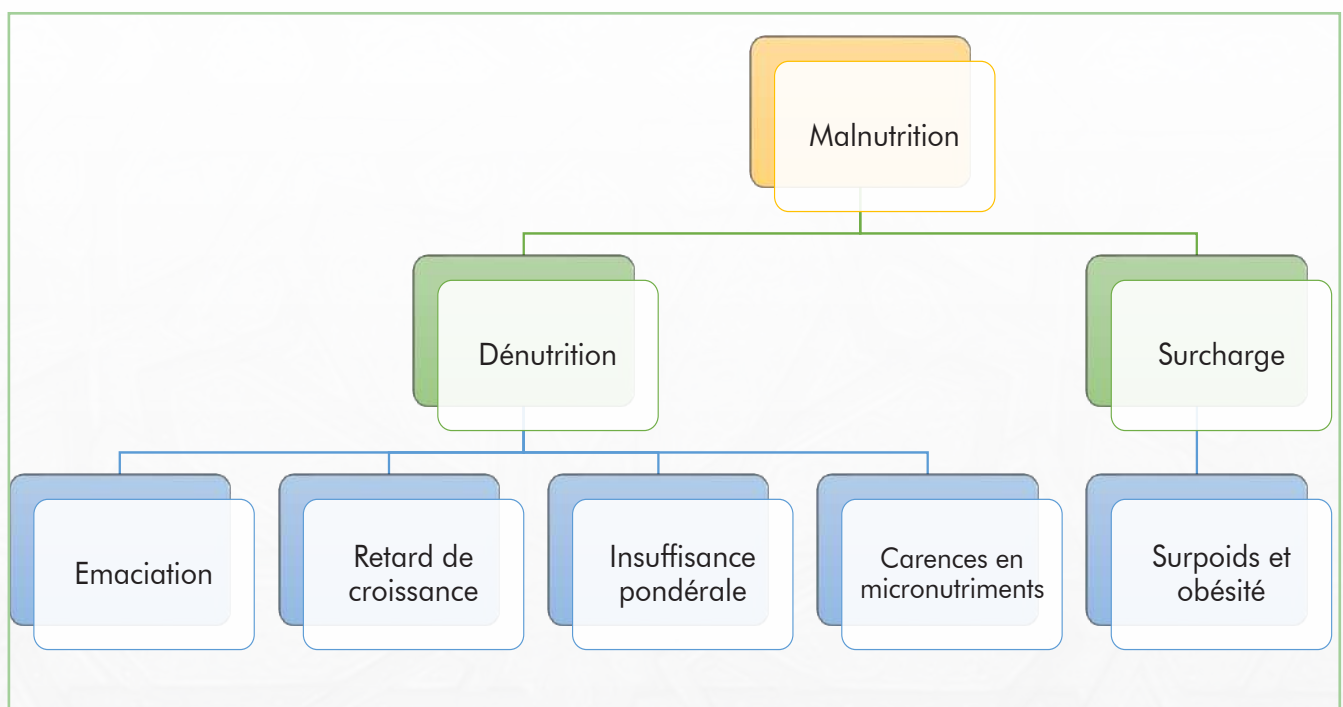 Malnutrition
Dénutrition
Surcharge
Emaciation
Retard de
croissance
Insuffisance
pondérale
Carences en
micronutriments
Surpoids et
obésité